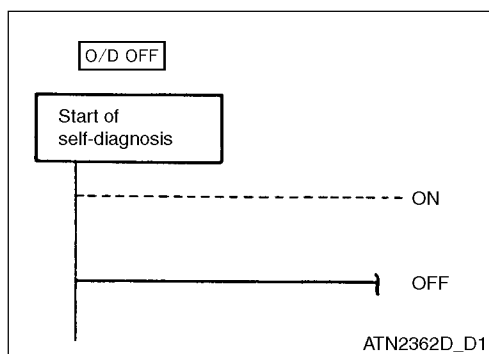 O/D OFF
Start of
self-diagnosis
ON
OFF
ATN2362D_D1